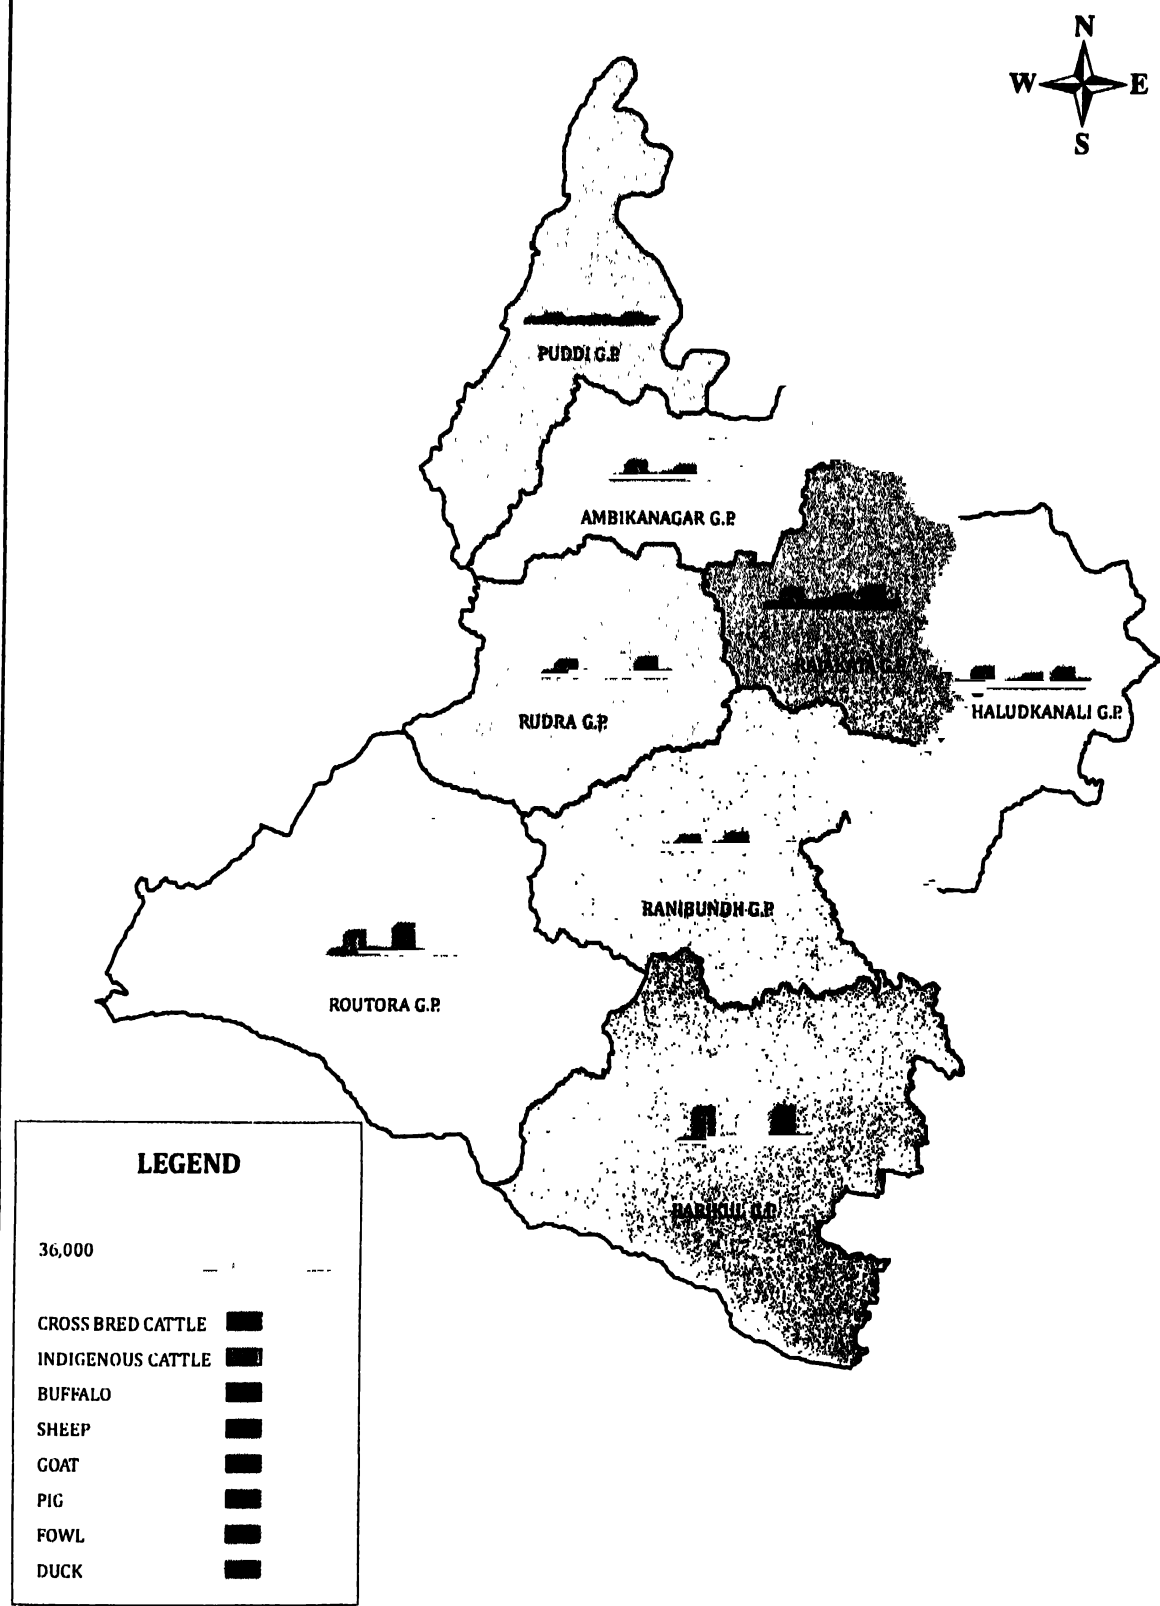 N
W E
S
PUDDI G.P.
AMBIKANAGAR G.P.
RUDRA G.P.
HALUDKANALI G.P.
RANIBUNDH G.P.
ROUTORA G.P.
BARIKUL G.P.
LEGEND
36,000
CROSS BRED CATTLE
INDIGENOUS CATTLE
BUFFALO
SHEEP
GOAT
PIG
FOWL
DUCK